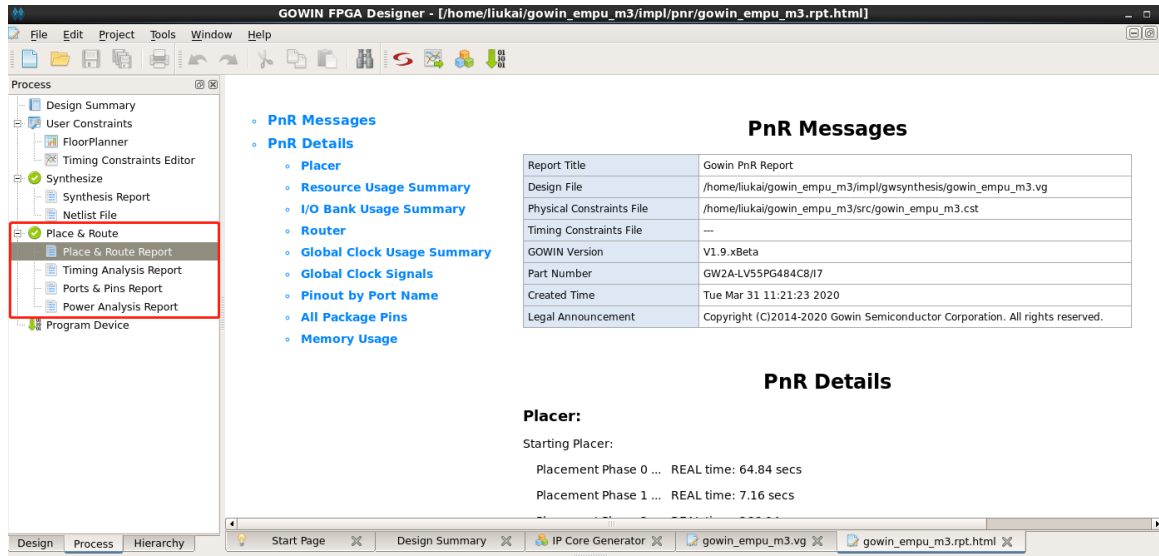 GOWIN FPGA Designer - [/home/liukai/gowin_empu_m3/impl/pnr/gowin_empu_m3.rpt.html]
File Edit Project Tools Window Help
Process
Design Summary
User Constraints
FloorPlanner
Timing Constraints Editor
Synthesize
Synthesis Report
Netlist File
Place & Route
Place & Route Report
Timing Analysis Report
Ports & Pins Report
Power Analysis Report
Program Device
PnR Messages
PnR Details
Placer
Resource Usage Summary
I/O Bank Usage Summary
Router
Global Clock Usage Summary
Global Clock Signals
Pinout by Port Name
All Package Pins
Memory Usage
PnR Messages
Report Title Gowin PnR Report
Design File /home/liukai/gowin_empu_m3/impl/gwsynthesis/gowin_empu_m3.vg
Physical Constraints File /home/liukai/gowin_empu_m3/src/gowin_empu_m3.cst
Timing Constraints File ---
GOWIN Version V1.9.xBeta
Part Number GW2A-LV55PG484C8/I7
Created Time Tue Mar 31 11:21:23 2020
Legal Announcement Copyright (C)2014-2020 Gowin Semiconductor Corporation. All rights reserved.
PnR Details
Placer:
Starting Placer:
Placement Phase 0 ... REAL time: 64.84 secs
Placement Phase 1 ... REAL time: 7.16 secs
Design Process Hierarchy
Start Page Design Summary IP Core Generator gowin_empu_m3.vg gowin_empu_m3.rpt.html